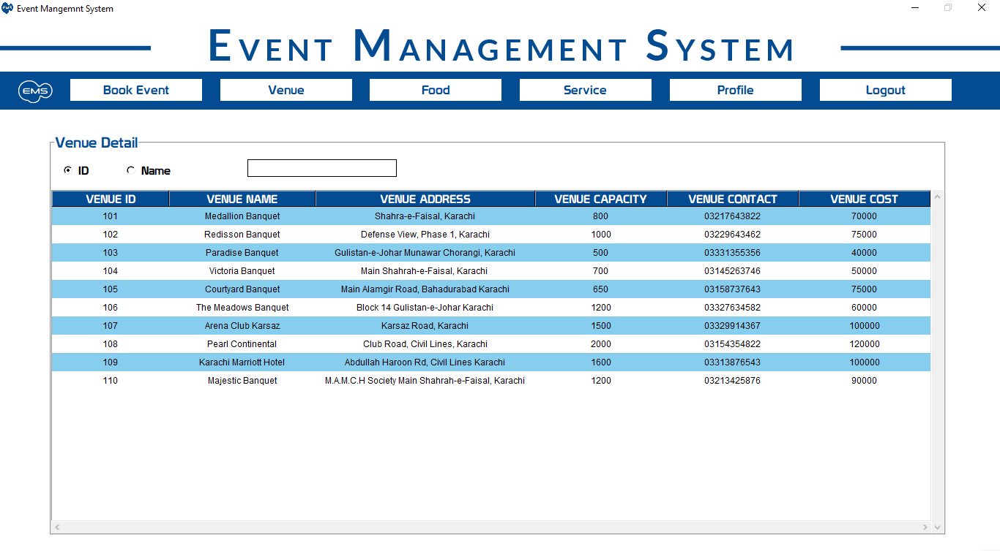 EMS Event Mangemnt System
EVENT MANAGEMENT SYSTEM
EMS Book Event Venue Food Service Profile Logout
Venue Detail
ID Name
VENUE ID VENUE NAME VENUE ADDRESS VENUE CAPACITY VENUE CONTACT VENUE COST
101 Medallion Banquet Shahra-e-Faisal, Karachi 800 03217643822 70000
102 Redisson Banquet Defense View, Phase 1, Karachi 1000 03229643462 75000
103 Paradise Banquet Gulistan-e-Johar Munawar Chorangi, Karachi 500 03331355356 40000
104 Victoria Banquet Main Shahrah-e-Faisal, Karachi 700 03145263746 50000
105 Courtyard Banquet Main Alamgir Road, Bahadurabad Karachi 650 03158737643 75000
106 The Meadows Banquet Block 14 Gulistan-e-Johar Karachi 1200 03327634582 60000
107 Arena Club Karsaz Karsaz Road, Karachi 1500 03329914367 100000
108 Pearl Continental Club Road, Civil Lines, Karachi 2000 03154354822 120000
109 Karachi Marriott Hotel Abdullah Haroon Rd, Civil Lines Karachi 1600 03313876543 100000
110 Majestic Banquet M.A.M.C.H Society Main Shahrah-e-Faisal, Karachi 1200 03213425876 90000